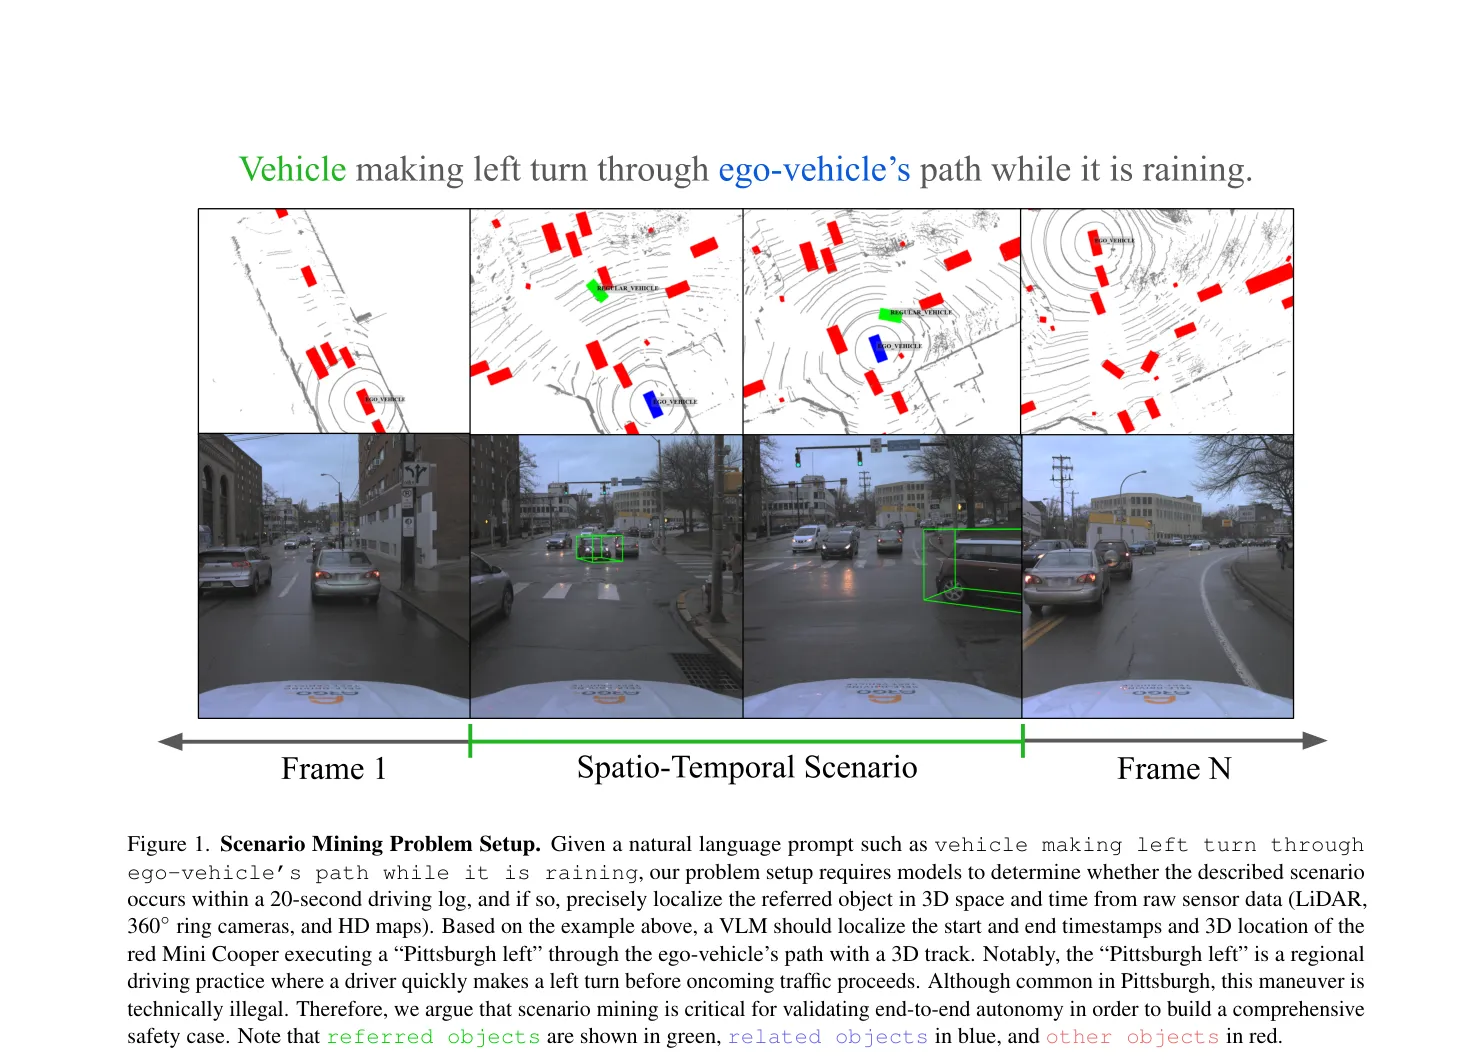 Vehicle making left turn through ego-vehicle's path while it is raining.
EGO_VEHICLE
REGULAR_VEHICLE
EGO_VEHICLE
REGULAR_VEHICLE
EGO_VEHICLE
EGO_VEHICLE
Frame 1
Spatio-Temporal Scenario
Frame N
Figure 1. Scenario Mining Problem Setup. Given a natural language prompt such as vehicle making left turn through
ego-vehicle's path while it is raining, our problem setup requires models to determine whether the described scenario
occurs within a 20-second driving log, and if so, precisely localize the referred object in 3D space and time from raw sensor data (LiDAR,
360° ring cameras, and HD maps). Based on the example above, a VLM should localize the start and end timestamps and 3D location of the
red Mini Cooper executing a “Pittsburgh left” through the ego-vehicle's path with a 3D track. Notably, the “Pittsburgh left” is a regional
driving practice where a driver quickly makes a left turn before oncoming traffic proceeds. Although common in Pittsburgh, this maneuver is
technically illegal. Therefore, we argue that scenario mining is critical for validating end-to-end autonomy in order to build a comprehensive
safety case. Note that referred objects are shown in green, related objects in blue, and other objects in red.